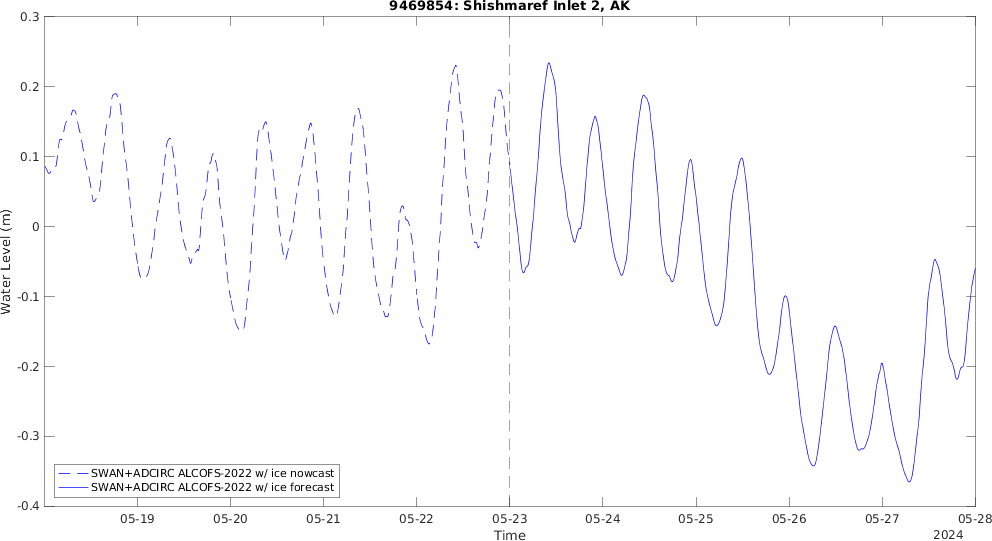 9469854: Shishmaref Inlet 2, AK
0.3
0.2
0.1
0
-0.1
-0.2
-0.3
-0.4
Water Level (m)
SWAN+ADCIRC ALCOFS-2022 w/ ice nowcast
SWAN+ADCIRC ALCOFS-2022 w/ ice forecast
05-19 05-20 05-21 05-22 05-23 05-24 05-25 05-26 05-27 05-28
Time
2024